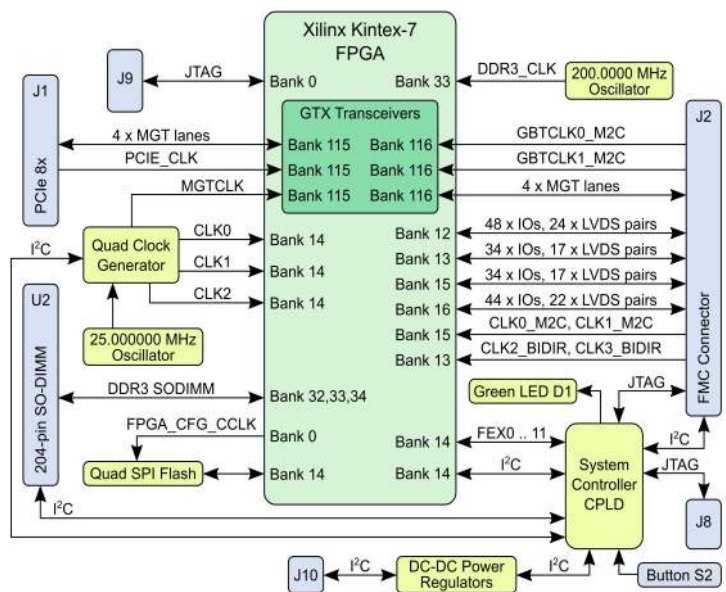 Xilinx Kintex-7
FPGA
J9
JTAG
Bank 0
Bank 33
DDR3_CLK
200.0000 MHz
Oscillator
J1
PCIe 8x
GTX Transceivers
J2
FMC Connector
4 x MGT lanes
Bank 115
Bank 116
GBTCLK0_M2C
PCIE_CLK
Bank 115
Bank 116
GBTCLK1_M2C
MGTCLK
Bank 115
Bank 116
4 x MGT lanes
I²C
Quad Clock
Generator
CLK0
Bank 14
CLK1
Bank 14
CLK2
Bank 14
Bank 12
48 x IOs, 24 x LVDS pairs
Bank 13
34 x IOs, 17 x LVDS pairs
Bank 15
34 x IOs, 17 x LVDS pairs
Bank 16
44 x IOs, 22 x LVDS pairs
Bank 15
CLK0_M2C, CLK1_M2C
Bank 13
CLK2_BIDIR, CLK3_BIDIR
U2
204-pin SO-DIMM
25.000000 MHz
Oscillator
DDR3 SODIMM
Bank 32,33,34
Green LED D1
JTAG
FPGA_CFG_CCLK
Bank 0
Bank 14
FEX0 .. 11
I²C
Quad SPI Flash
Bank 14
Bank 14
I²C
System
Controller
CPLD
JTAG
J8
I²C
J10
I²C
DC-DC Power
Regulators
I²C
Button S2